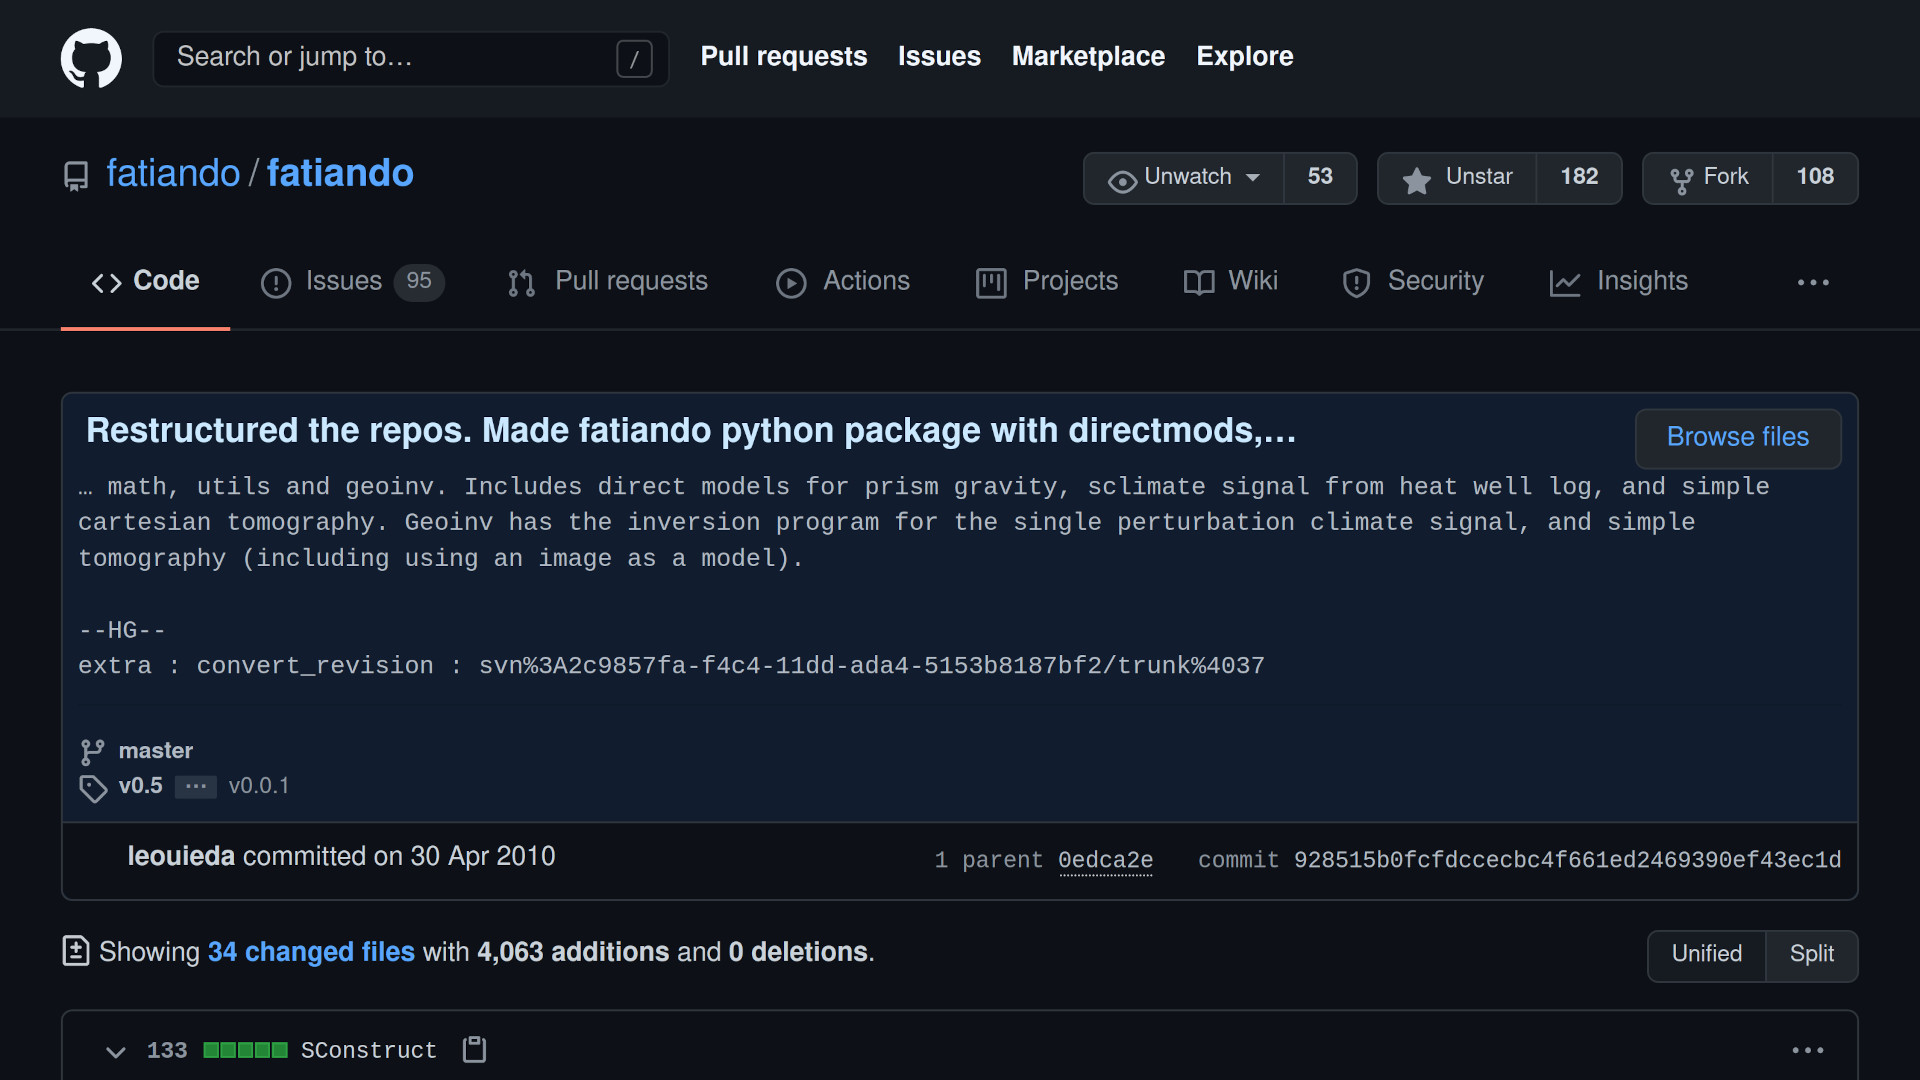 Search or jump to… /
Pull requests Issues Marketplace Explore
fatiando / fatiando
Unwatch 53 Unstar 182 Fork 108
Code Issues 95 Pull requests Actions Projects Wiki Security Insights ...
Restructured the repos. Made fatiando python package with directmods,…
Browse files
… math, utils and geoinv. Includes direct models for prism gravity, sclimate signal from heat well log, and simple
cartesian tomography. Geoinv has the inversion program for the single perturbation climate signal, and simple
tomography (including using an image as a model).
--HG--
extra : convert_revision : svn%3A2c9857fa-f4c4-11dd-ada4-5153b8187bf2/trunk%4037
master
v0.5 ... v0.0.1
leouieda committed on 30 Apr 2010
1 parent 0edca2e commit 928515b0fcfdccecbc4f661ed2469390ef43ec1d
Showing 34 changed files with 4,063 additions and 0 deletions.
Unified Split
133 SConstruct ...